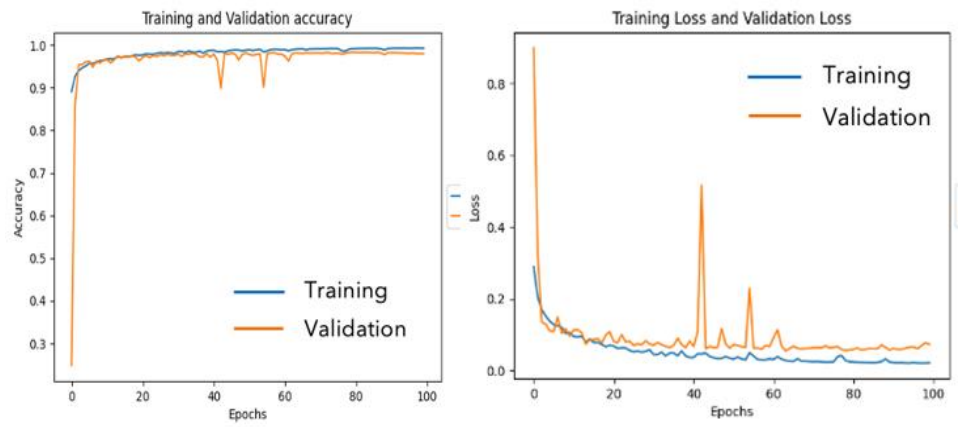 Training and Validation accuracy
1.0
0.9
0.8
0.7
0.6
0.5
0.4
0.3
Accuracy
Training
Validation
0 20 40 60 80 100
Epochs
Training Loss and Validation Loss
0.8
0.6
0.4
0.2
0.0
Loss
Training
Validation
0 20 40 60 80 100
Epochs